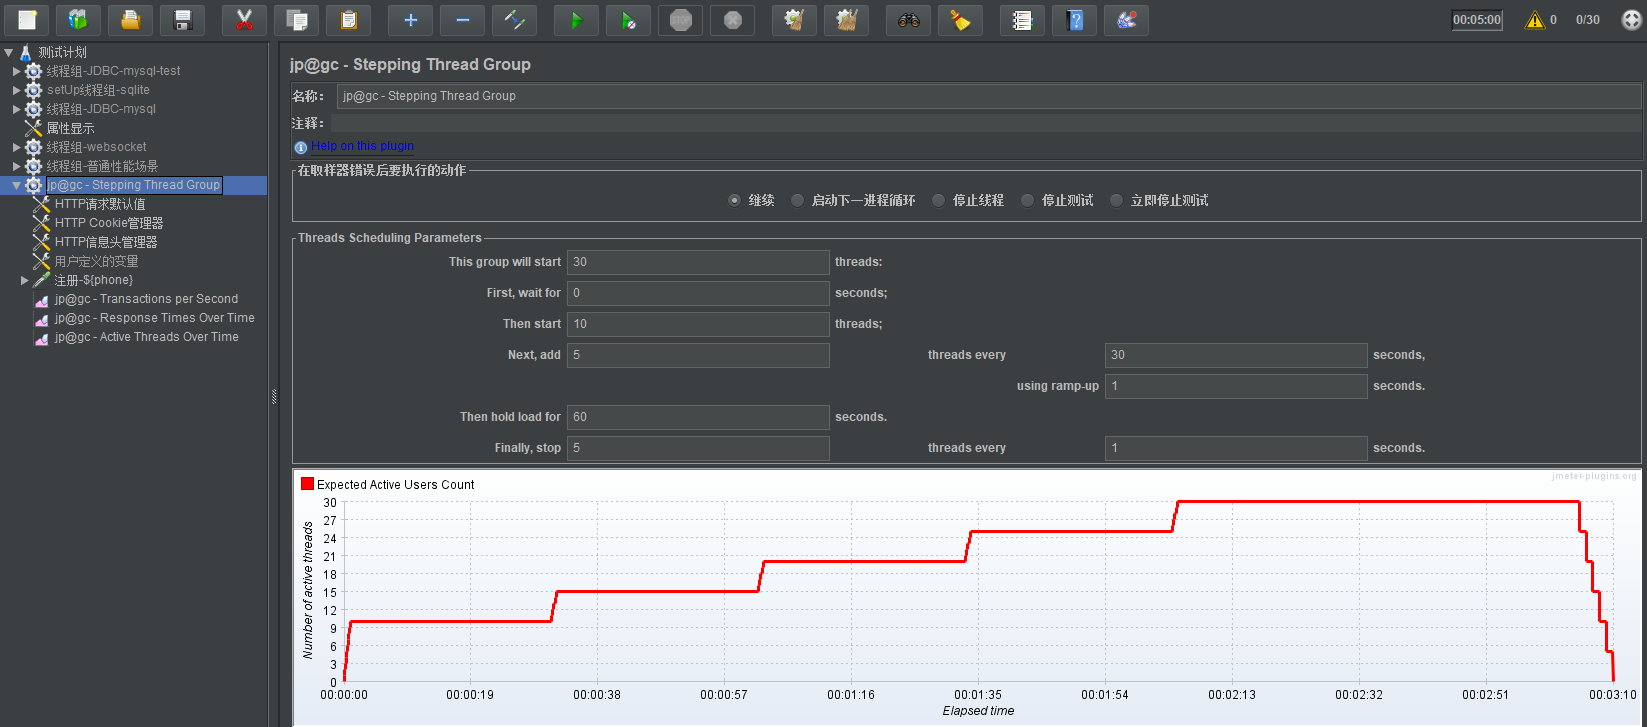 STOP
00:05:00
0
0/30
测试计划
线程组-JDBC-mysql-test
setUp线程组-sqlite
线程组-JDBC-mysql
属性显示
线程组-websocket
线程组-普通性能场景
jp@gc - Stepping Thread Group
HTTP请求默认值
HTTP Cookie管理器
HTTP信息头管理器
用户定义的变量
注册-${phone}
jp@gc - Transactions per Second
jp@gc - Response Times Over Time
jp@gc - Active Threads Over Time
jp@gc - Stepping Thread Group
名称： jp@gc - Stepping Thread Group
注释：
Help on this plugin
在取样器错误后要执行的动作
继续 启动下一进程循环 停止线程 停止测试 立即停止测试
Threads Scheduling Parameters
This group will start 30 threads:
First, wait for 0 seconds;
Then start 10 threads;
Next, add 5 threads every 30 seconds,
using ramp-up 1 seconds.
Then hold load for 60 seconds.
Finally, stop 5 threads every 1 seconds.
jmeter-plugins.org
Expected Active Users Count
30
27
24
21
18
15
12
9
6
3
0
Number of active threads
00:00:00 00:00:19 00:00:38 00:00:57 00:01:16 00:01:35 00:01:54 00:02:13 00:02:32 00:02:51 00:03:10
Elapsed time